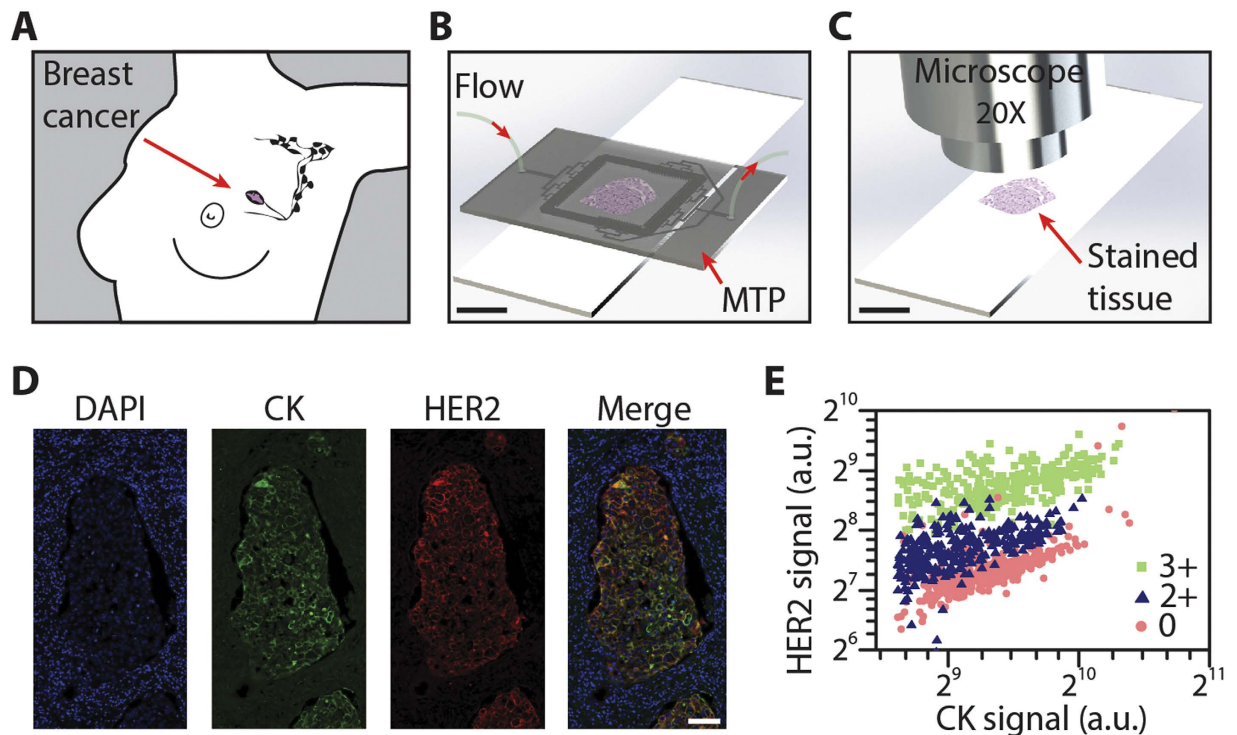 A
Breast
cancer
B
Flow
MTP
C
Microscope
20X
Stained
tissue
D
DAPI
CK
HER2
Merge
E
HER2 signal (a.u.)
2^10
2^9
2^8
2^7
2^6
3+
2+
0
2^9
2^10
2^11
CK signal (a.u.)